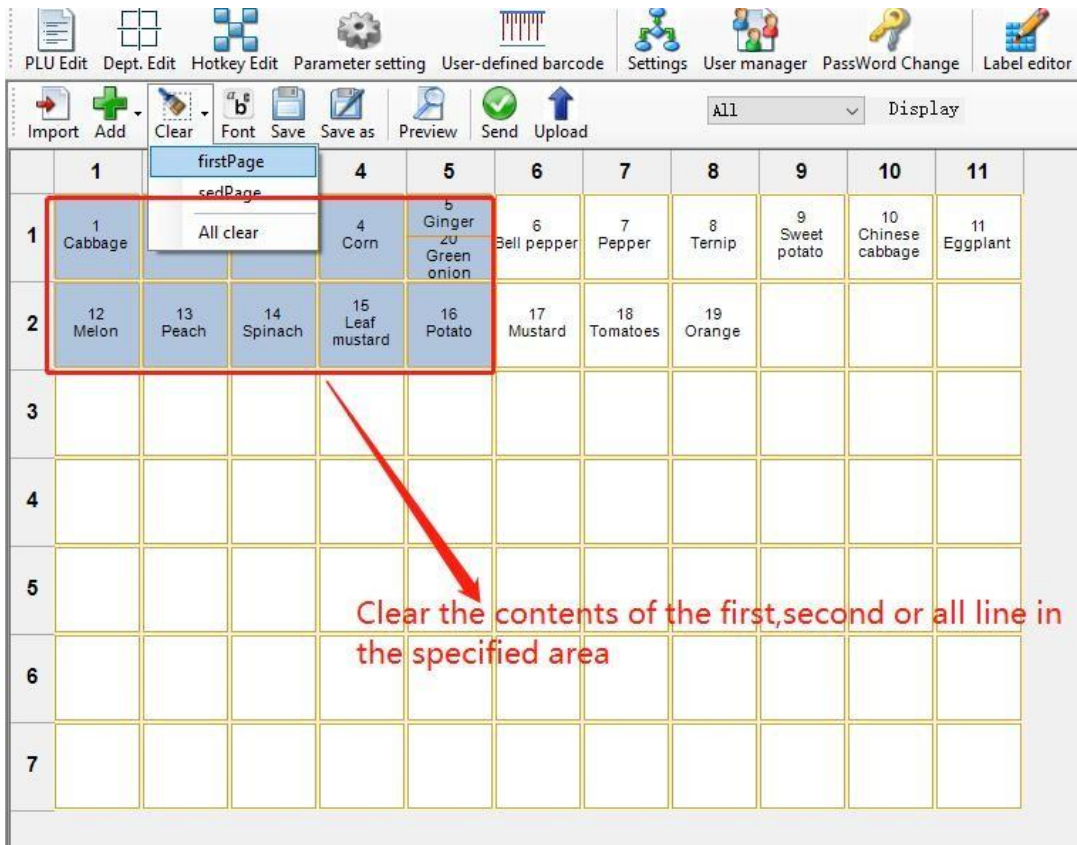 PLU Edit Dept. Edit Hotkey Edit Parameter setting User-defined barcode Settings User manager PassWord Change Label editor
Import Add Clear Font Save Save as Preview Send Upload All Display
firstPage
sedPage
All clear
1 4 5 6 7 8 9 10 11
1
1
Cabbage
4
Corn
5
Ginger
20
Green
onion
6
Bell pepper
7
Pepper
8
Ternip
9
Sweet
potato
10
Chinese
cabbage
11
Eggplant
2
12
Melon
13
Peach
14
Spinach
15
Leaf
mustard
16
Potato
17
Mustard
18
Tomatoes
19
Orange
3
4
5
Clear the contents of the first,second or all line in
the specified area
6
7